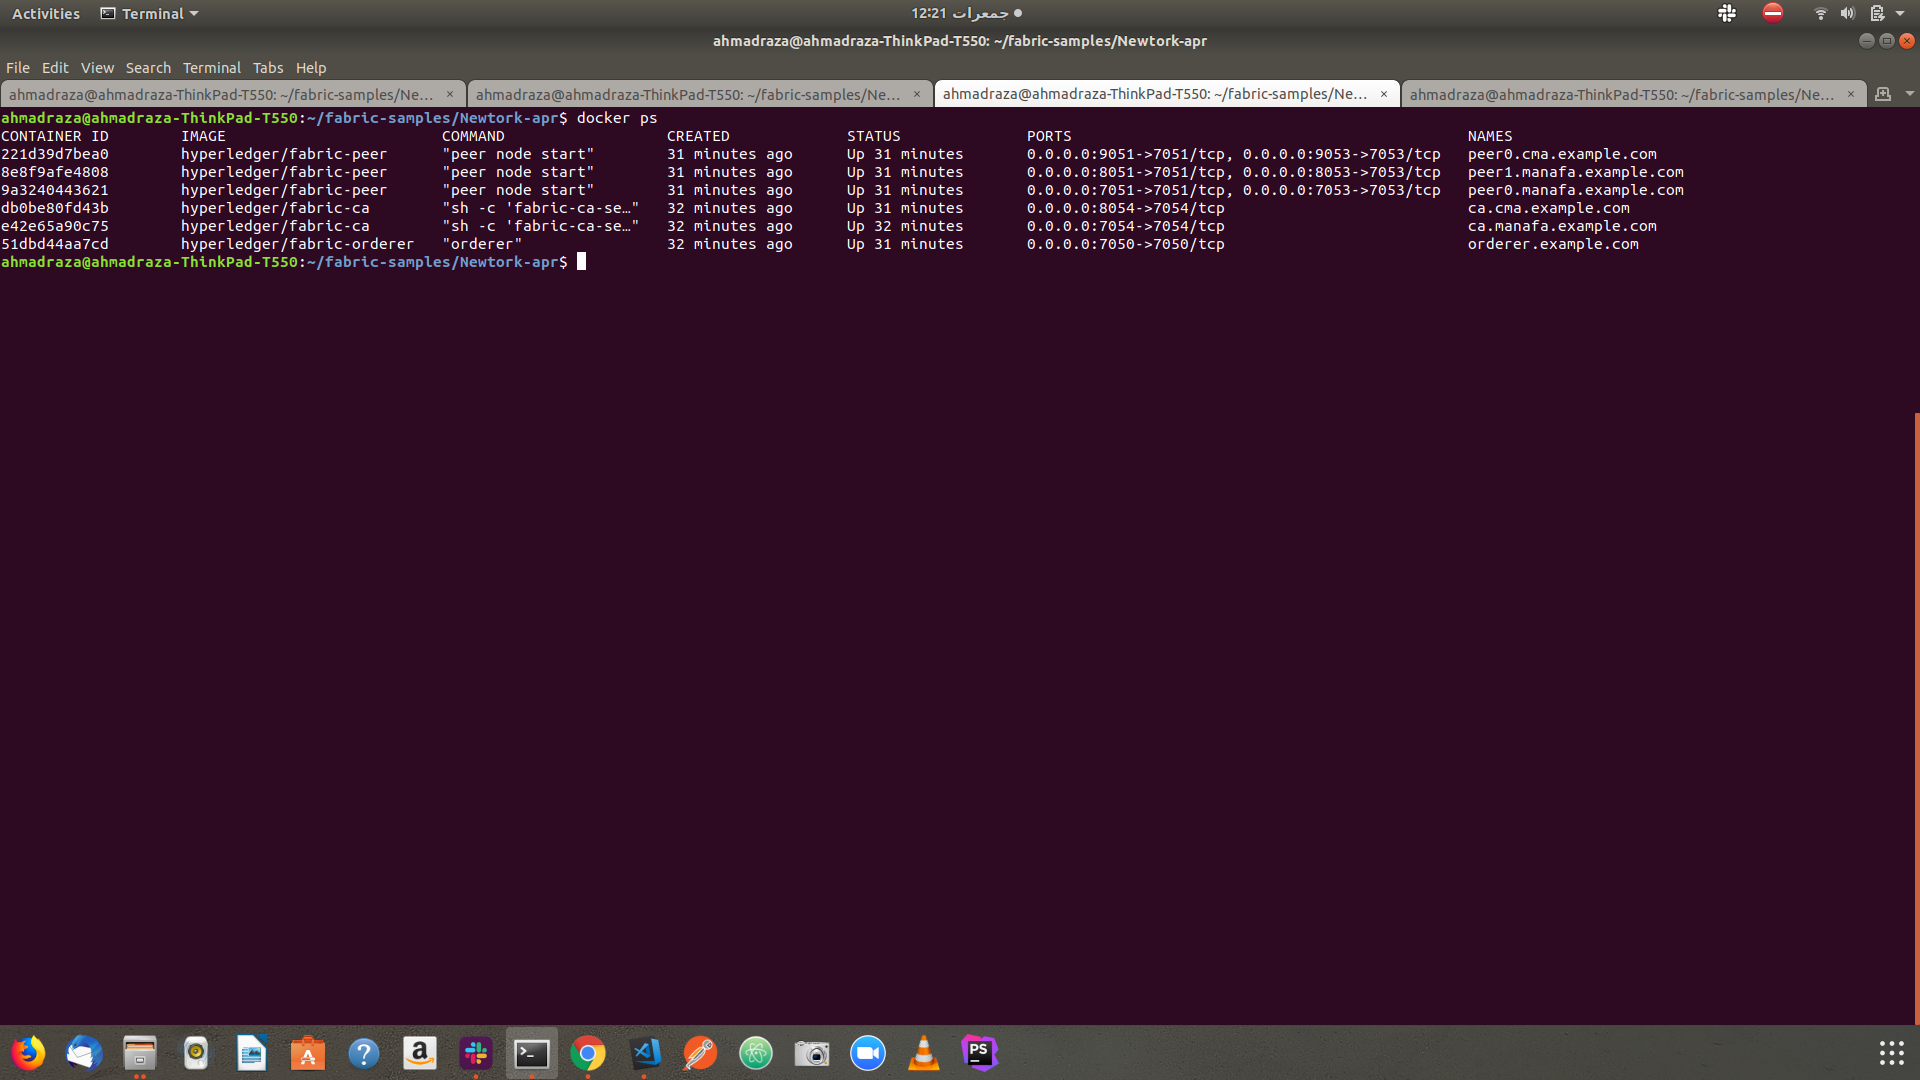 Activities Terminal جمعرات 12:21
ahmadraza@ahmadraza-ThinkPad-T550: ~/fabric-samples/Newtork-apr
File Edit View Search Terminal Tabs Help
ahmadraza@ahmadraza-ThinkPad-T550: ~/fabric-samples/Ne... × ahmadraza@ahmadraza-ThinkPad-T550: ~/fabric-samples/Ne... × ahmadraza@ahmadraza-ThinkPad-T550: ~/fabric-samples/Ne... × ahmadraza@ahmadraza-ThinkPad-T550: ~/fabric-samples/Ne... ×
ahmadraza@ahmadraza-ThinkPad-T550:~/fabric-samples/Newtork-apr$ docker ps
CONTAINER ID IMAGE COMMAND CREATED STATUS PORTS NAMES
221d39d7bea0 hyperledger/fabric-peer "peer node start" 31 minutes ago Up 31 minutes 0.0.0.0:9051->7051/tcp, 0.0.0.0:9053->7053/tcp peer0.cma.example.com
8e8f9afe4808 hyperledger/fabric-peer "peer node start" 31 minutes ago Up 31 minutes 0.0.0.0:8051->7051/tcp, 0.0.0.0:8053->7053/tcp peer1.manafa.example.com
9a3240443621 hyperledger/fabric-peer "peer node start" 31 minutes ago Up 31 minutes 0.0.0.0:7051->7051/tcp, 0.0.0.0:7053->7053/tcp peer0.manafa.example.com
db0be80fd43b hyperledger/fabric-ca "sh -c 'fabric-ca-se…" 32 minutes ago Up 31 minutes 0.0.0.0:8054->7054/tcp ca.cma.example.com
e42e65a90c75 hyperledger/fabric-ca "sh -c 'fabric-ca-se…" 32 minutes ago Up 32 minutes 0.0.0.0:7054->7054/tcp ca.manafa.example.com
51dbd44aa7cd hyperledger/fabric-orderer "orderer" 32 minutes ago Up 31 minutes 0.0.0.0:7050->7050/tcp orderer.example.com
ahmadraza@ahmadraza-ThinkPad-T550:~/fabric-samples/Newtork-apr$